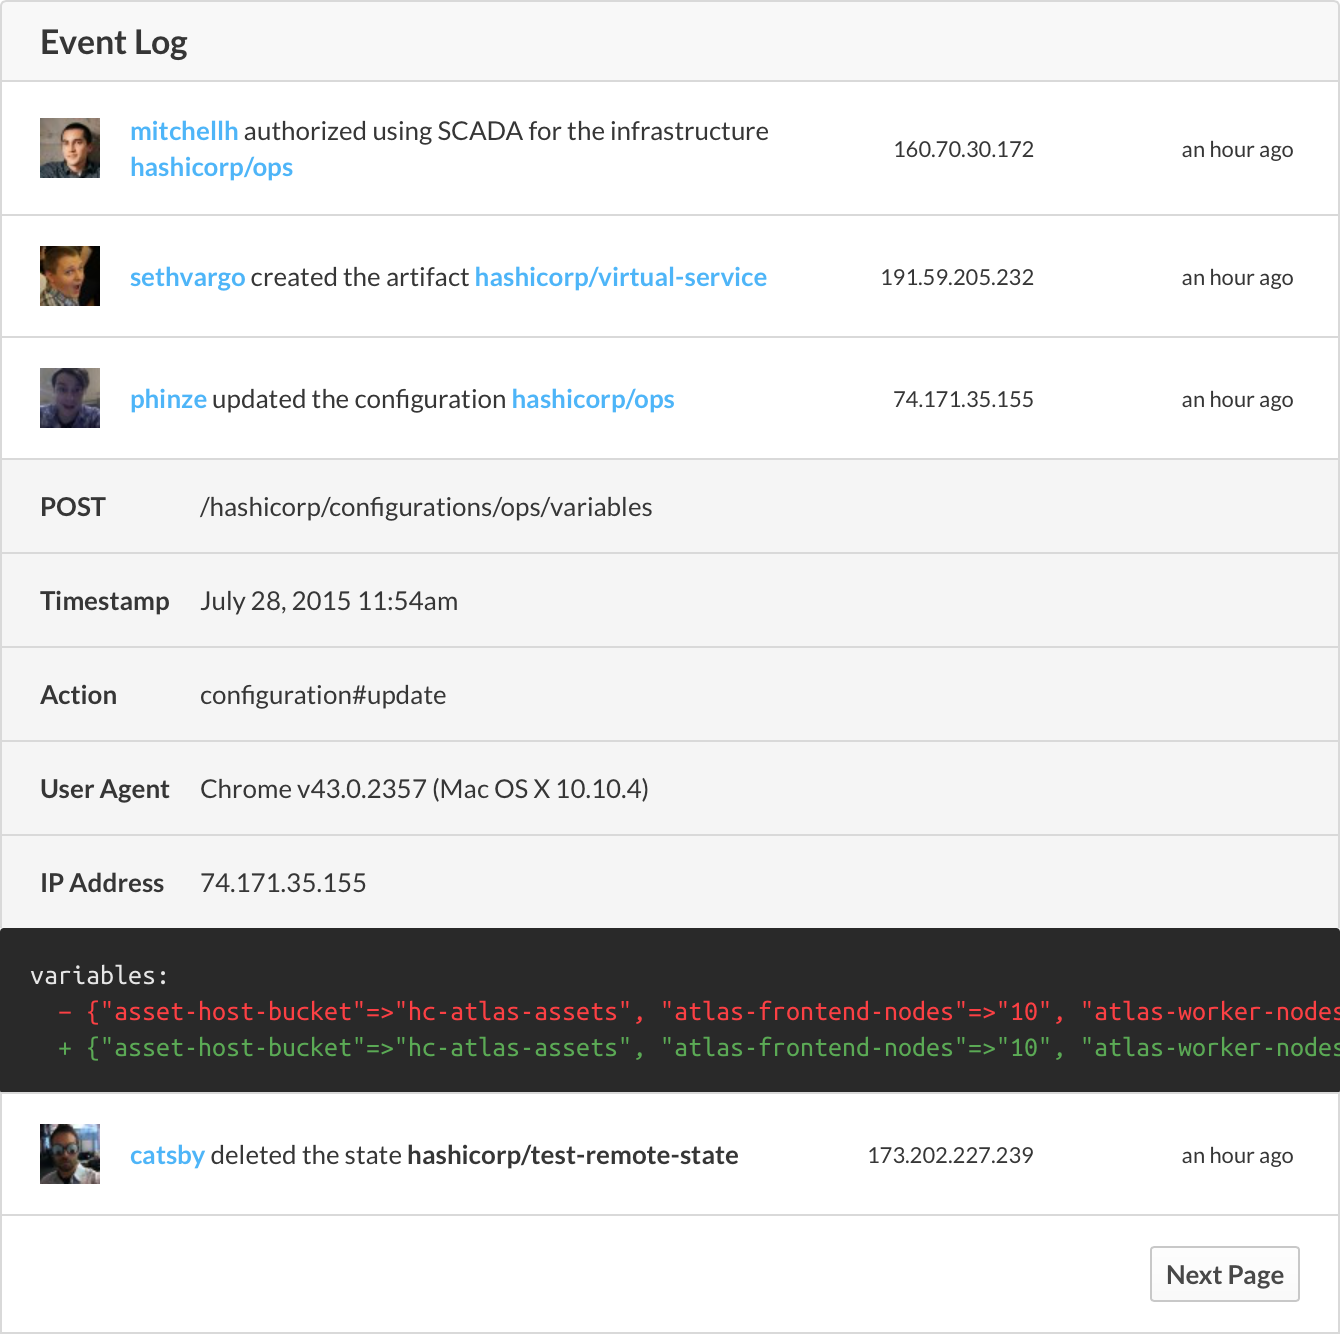 Event Log
mitchellh authorized using SCADA for the infrastructure
hashicorp/ops
160.70.30.172
an hour ago
sethvargo created the artifact hashicorp/virtual-service
191.59.205.232
an hour ago
phinze updated the configuration hashicorp/ops
74.171.35.155
an hour ago
POST /hashicorp/configurations/ops/variables
Timestamp July 28, 2015 11:54am
Action configuration#update
User Agent Chrome v43.0.2357 (Mac OS X 10.10.4)
IP Address 74.171.35.155
variables:
− {"asset-host-bucket"=>"hc-atlas-assets", "atlas-frontend-nodes"=>"10", "atlas-worker-nodes
+ {"asset-host-bucket"=>"hc-atlas-assets", "atlas-frontend-nodes"=>"10", "atlas-worker-nodes
catsby deleted the state hashicorp/test-remote-state
173.202.227.239
an hour ago
Next Page